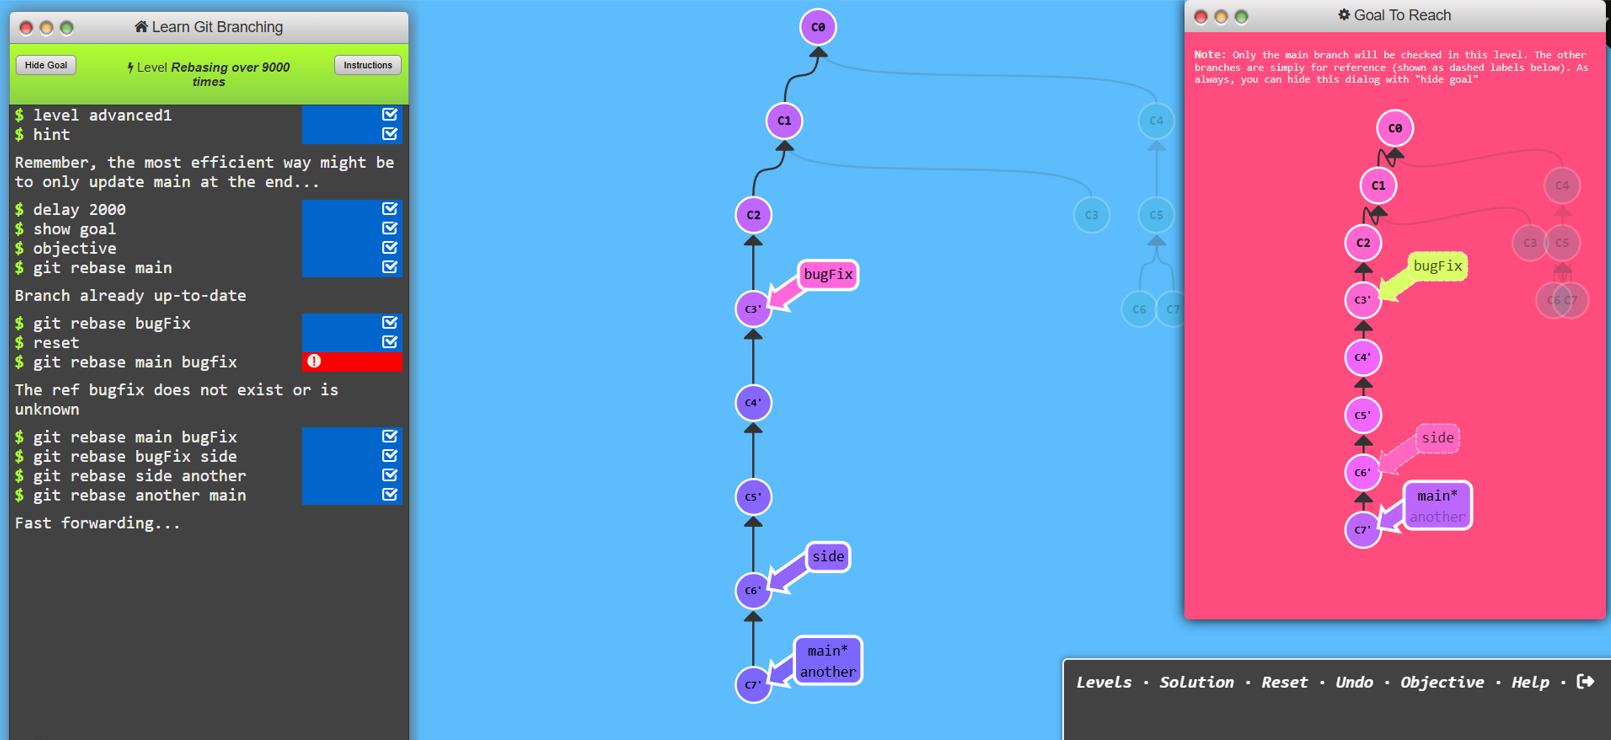 Learn Git Branching
Hide Goal
Level Rebasing over 9000
times
Instructions
$ level advanced1
$ hint
Remember, the most efficient way might be
to only update main at the end...
$ delay 2000
$ show goal
$ objective
$ git rebase main
Branch already up-to-date
$ git rebase bugFix
$ reset
$ git rebase main bugfix
The ref bugfix does not exist or is
unknown
$ git rebase main bugFix
$ git rebase bugFix side
$ git rebase side another
$ git rebase another main
Fast forwarding...
C0
C1
C4
C2
C3
C5
bugFix
C3'
C6
C7
C4'
C5'
side
C6'
main*
another
C7'
Goal To Reach
Note: Only the main branch will be checked in this level. The other
branches are simply for reference (shown as dashed labels below). As
always, you can hide this dialog with "hide goal"
C0
C1
C4
C2
C3
C5
bugFix
C3'
C6
C7
C4'
C5'
side
C6'
main*
another
C7'
Levels · Solution · Reset · Undo · Objective · Help ·